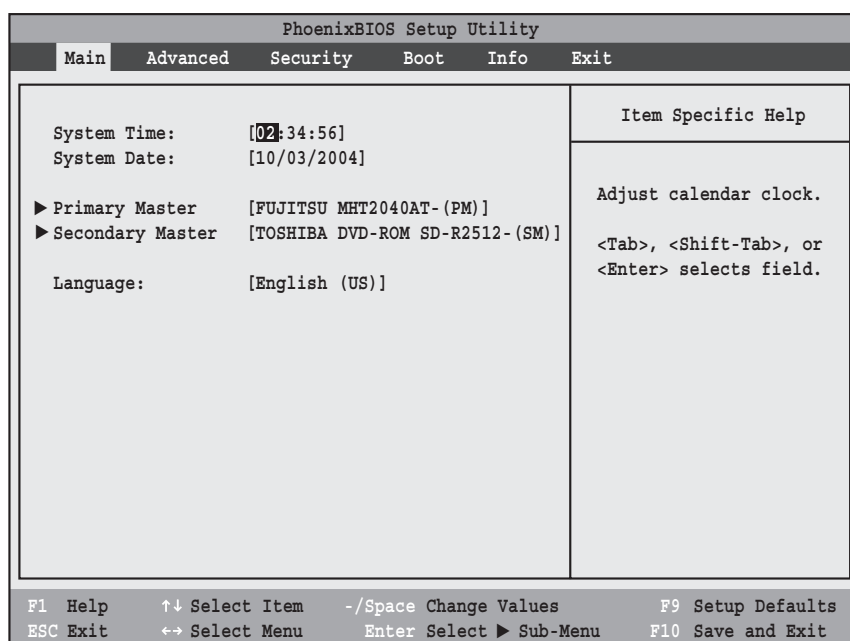 PhoenixBIOS Setup Utility
Main Advanced Security Boot Info Exit
System Time: [02:34:56]
System Date: [10/03/2004]
▶ Primary Master [FUJITSU MHT2040AT-(PM)]
▶ Secondary Master [TOSHIBA DVD-ROM SD-R2512-(SM)]
Language: [English (US)]
Item Specific Help
Adjust calendar clock.
<Tab>, <Shift-Tab>, or
<Enter> selects field.
F1 Help ↑↓ Select Item -/Space Change Values F9 Setup Defaults
ESC Exit ←→ Select Menu Enter Select ▶ Sub-Menu F10 Save and Exit